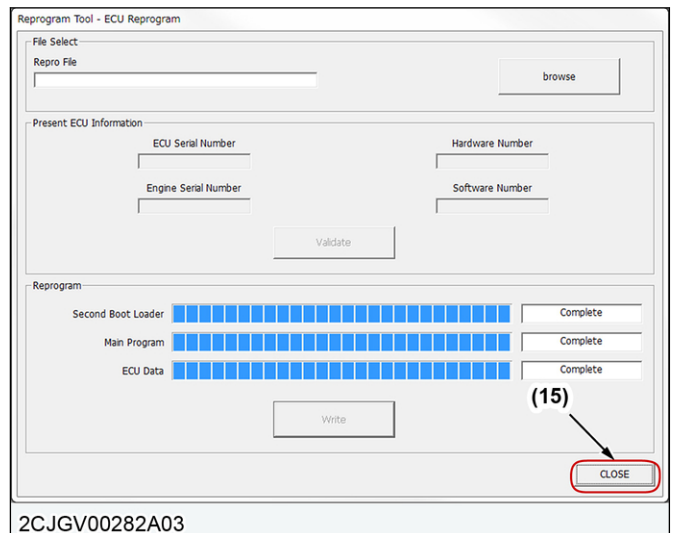 Reprogram Tool - ECU Reprogram
File Select
Repro File
browse
Present ECU Information
ECU Serial Number
Hardware Number
Engine Serial Number
Software Number
Validate
Reprogram
Second Boot Loader
Complete
Main Program
Complete
ECU Data
Complete
(15)
Write
CLOSE
2CJGV00282A03